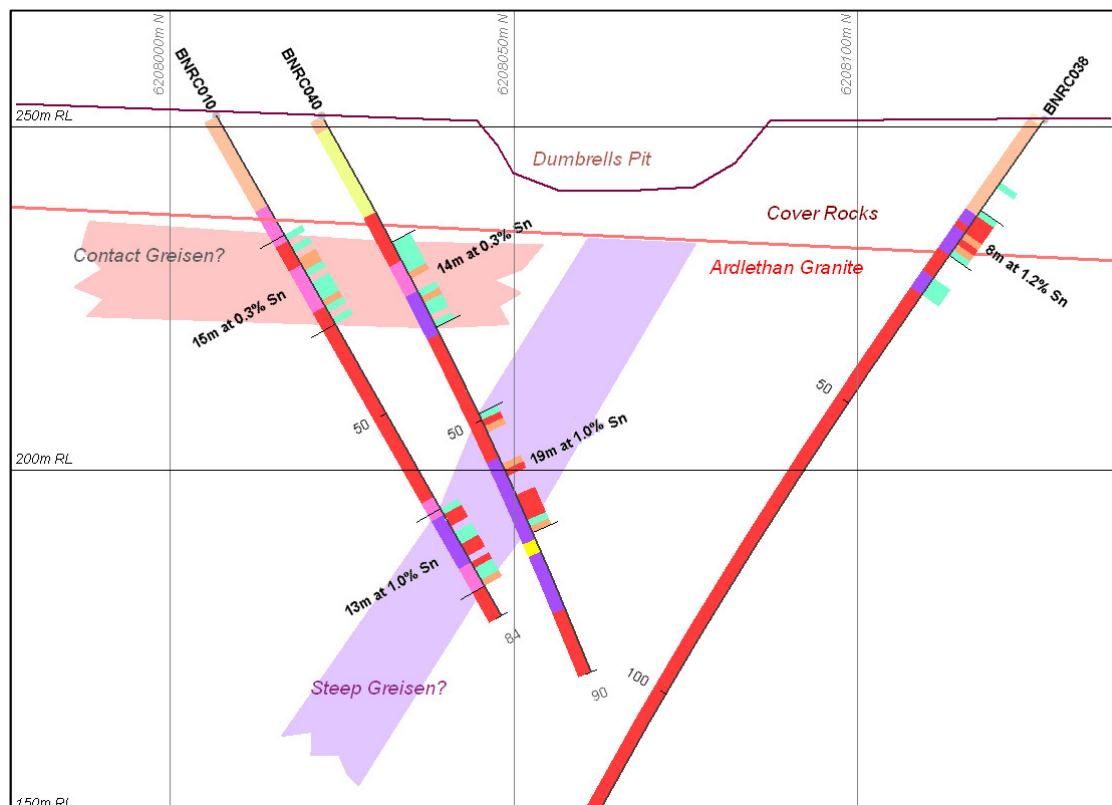 6208000m N
6208050m N
6208100m N
BNRC010
BNRC040
BNRC038
250m RL
Dumbrells Pit
Cover Rocks
Contact Greisen?
14m at 0.3% Sn
Ardlethan Granite
8m at 1.2% Sn
15m at 0.3% Sn
50
50
50
19m at 1.0% Sn
200m RL
13m at 1.0% Sn
84
Steep Greisen?
90
100
150m RL